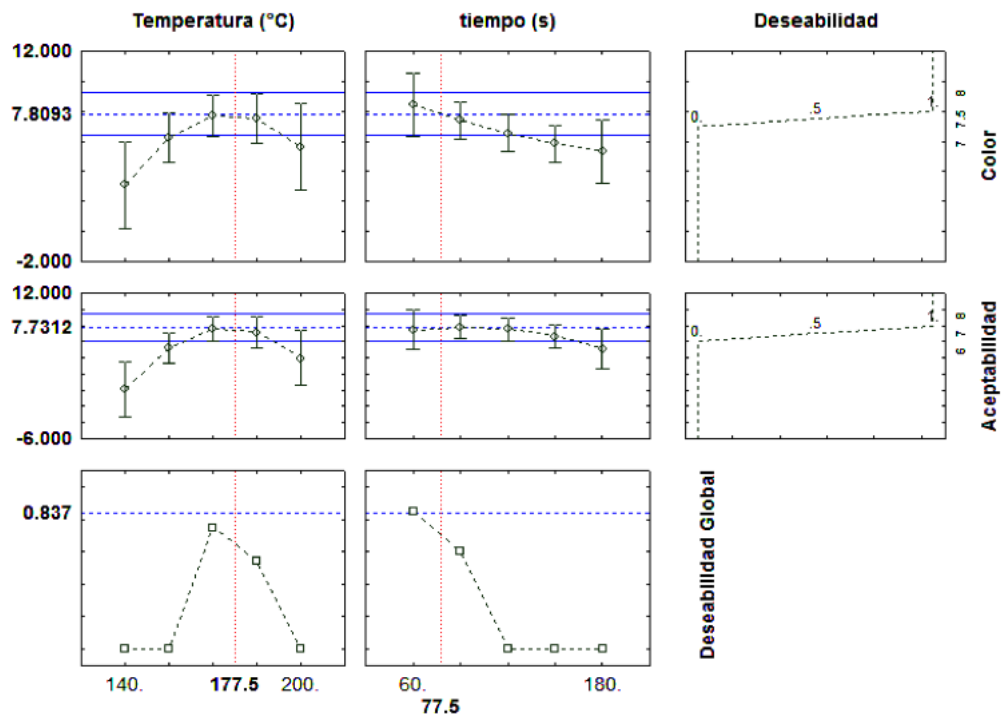 Temperatura (°C) tiempo (s) Deseabilidad
12.000
7.8093
-2.000
0. .5 1.
8
7.5
7
Color
12.000
7.7312
-6.000
0. .5 1.
8
7
6
Aceptabilidad
0.837
Deseabilidad Global
140. 177.5 200. 60. 180.
77.5